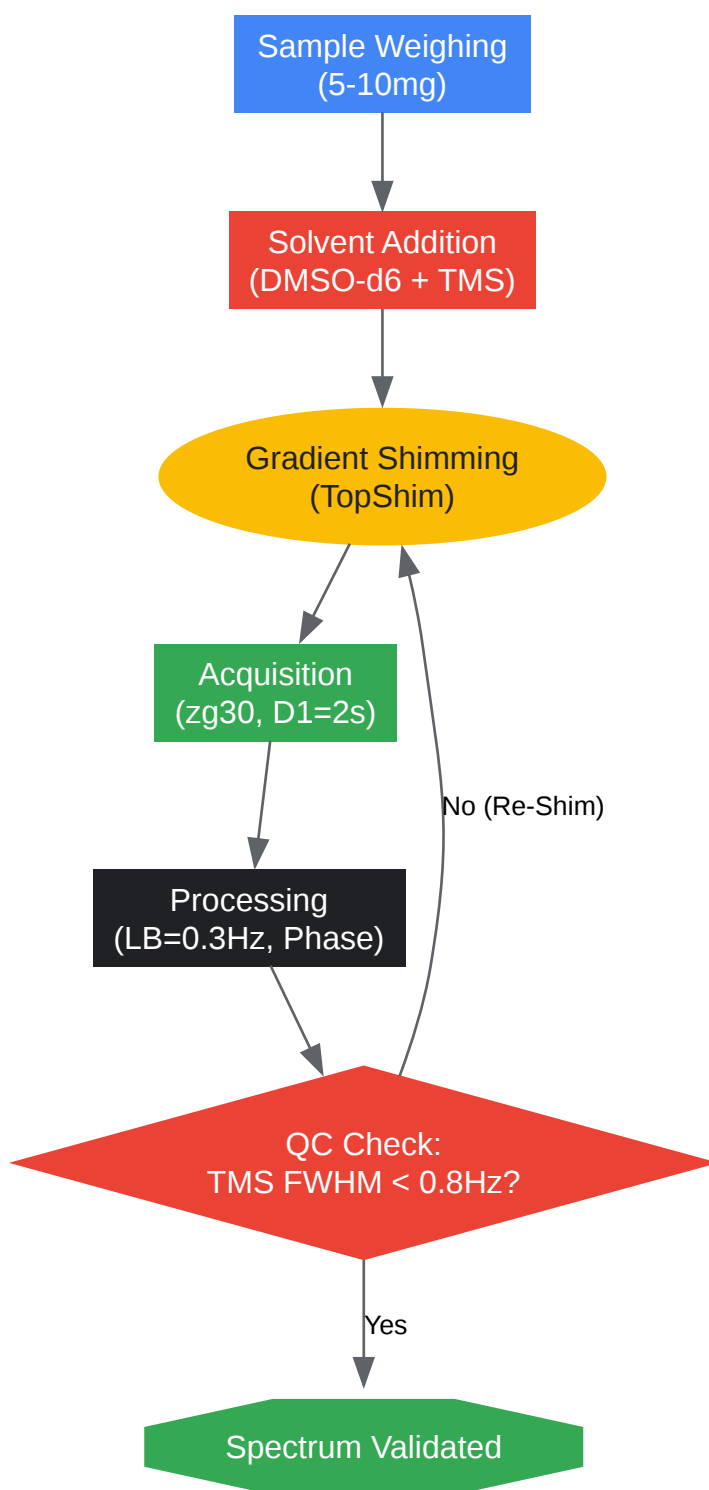 Sample Weighing
(5-10mg)
Solvent Addition
(DMSO-d6 + TMS)
Gradient Shimming
(TopShim)
Acquisition
(zg30, D1=2s)
No (Re-Shim)
Processing
(LB=0.3Hz, Phase)
QC Check:
TMS FWHM < 0.8Hz?
Yes
Spectrum Validated